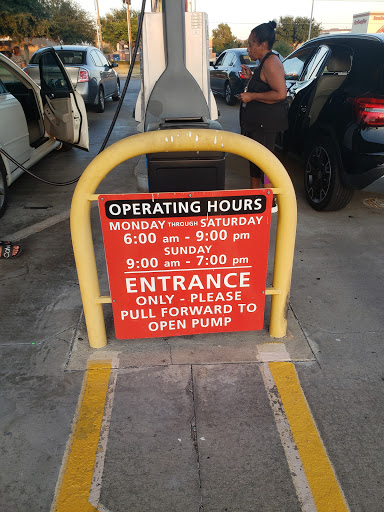 OPERATING HOURS
MONDAY THROUGH SATURDAY
6:00 am - 9:00 pm
SUNDAY
9:00 am - 7:00 pm
ENTRANCE
ONLY - PLEASE
PULL FORWARD TO
OPEN PUMP